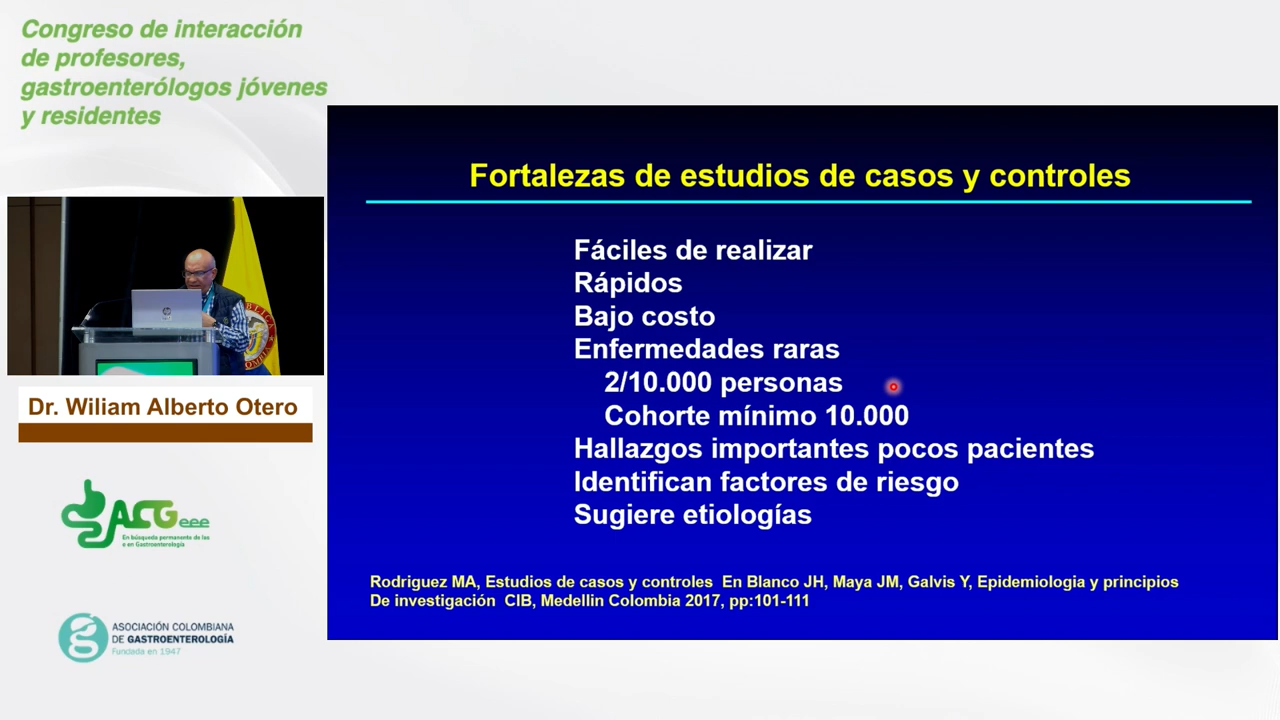 Congreso de interacción
de profesores,
gastroenterólogos jóvenes
y residentes
Fortalezas de estudios de casos y controles
Fáciles de realizar
Rápidos
Bajo costo
Enfermedades raras
2/10.000 personas
Cohorte mínimo 10.000
Hallazgos importantes pocos pacientes
Identifican factores de riesgo
Sugiere etiologías
Rodriguez MA, Estudios de casos y controles En Blanco JH, Maya JM, Galvis Y, Epidemiologia y principios
De investigación CIB, Medellin Colombia 2017, pp:101-111
Dr. Wiliam Alberto Otero
ACGeee
En búsqueda permanente de las
e en Gastroenterología
ASOCIACIÓN COLOMBIANA
DE GASTROENTEROLOGÍA
Fundada en 1947